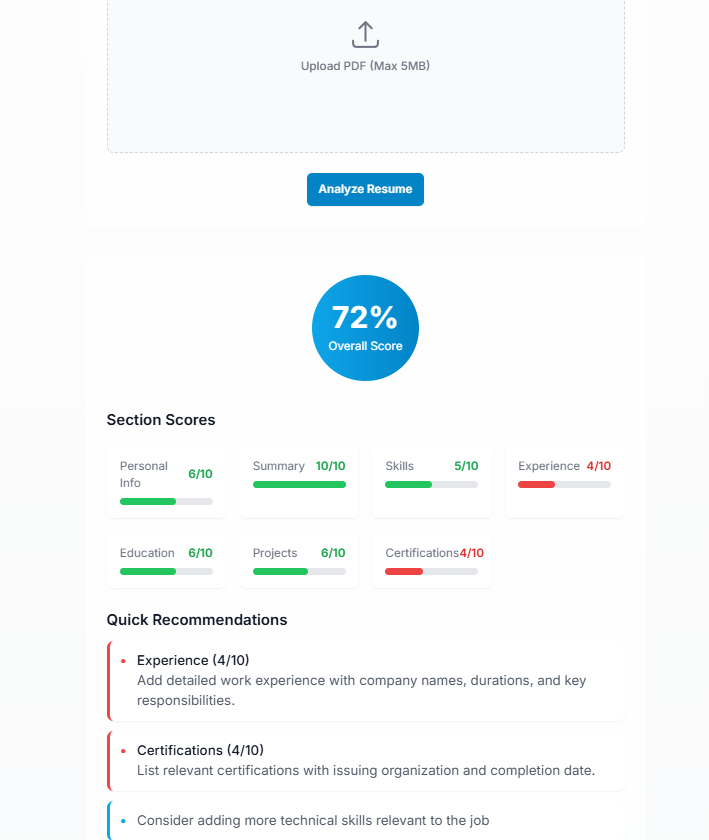 Upload PDF (Max 5MB)
Analyze Resume
72%
Overall Score
Section Scores
Personal Info 6/10
Summary 10/10
Skills 5/10
Experience 4/10
Education 6/10
Projects 6/10
Certifications 4/10
Quick Recommendations
• Experience (4/10)
Add detailed work experience with company names, durations, and key
responsibilities.
• Certifications (4/10)
List relevant certifications with issuing organization and completion date.
• Consider adding more technical skills relevant to the job